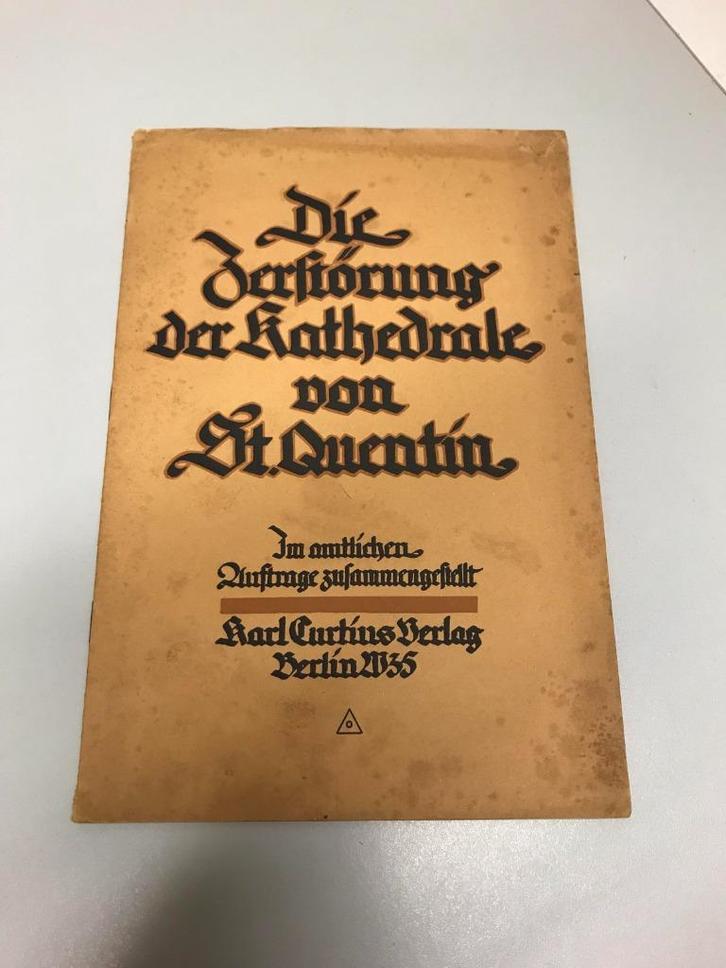 Die
Zerstörung
der Kathedrale
von
St. Quentin
Im amtlichen
Auftrage zusammengestellt
Karl Curtius Verlag
Berlin W35